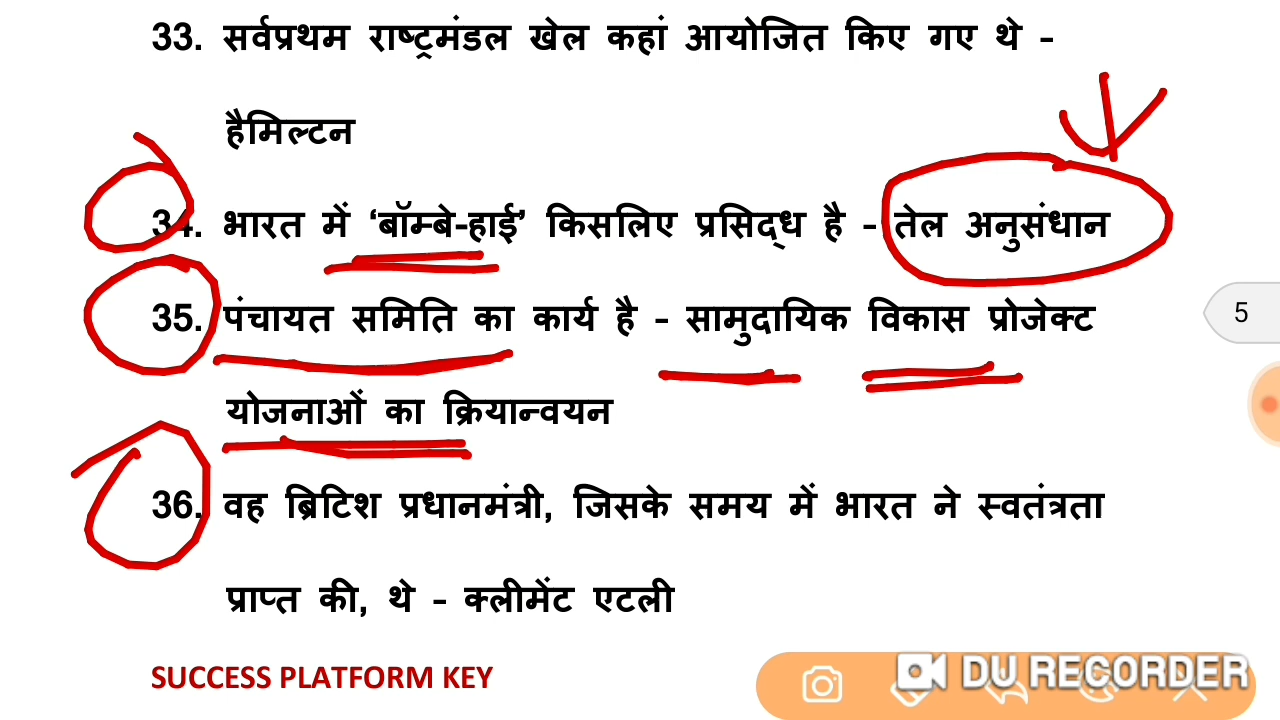 33. सर्वप्रथम राष्ट्रमंडल खेल कहां आयोजित किए गए थे -
हैमिल्टन
34. भारत में ‘बॉम्बे-हाई’ किसलिए प्रसिद्ध है - तेल अनुसंधान
35. पंचायत समिति का कार्य है - सामुदायिक विकास प्रोजेक्ट
5
योजनाओं का क्रियान्वयन
36. वह ब्रिटिश प्रधानमंत्री, जिसके समय में भारत ने स्वतंत्रता
प्राप्त की, थे - क्लीमेंट एटली
SUCCESS PLATFORM KEY
DU RECORDER